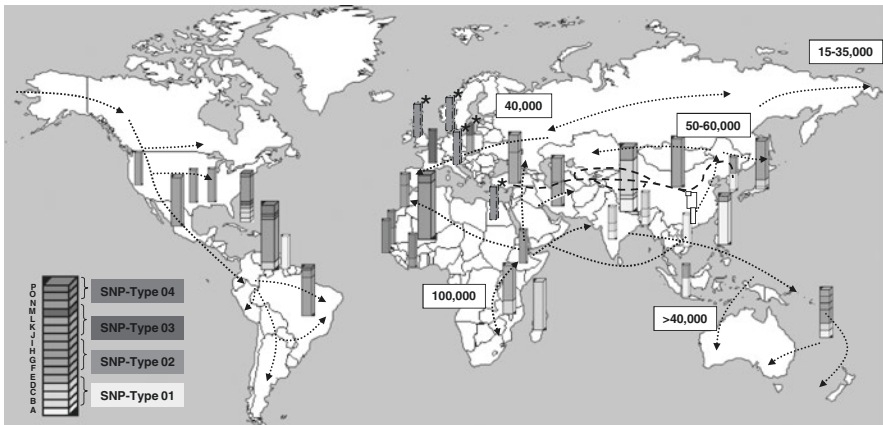 15-35,000
40,000
50-60,000
100,000
>40,000
P
O
N
M
L
K
J
I
H
G
F
E
D
C
B
A
SNP-Type 04
SNP-Type 03
SNP-Type 02
SNP-Type 01